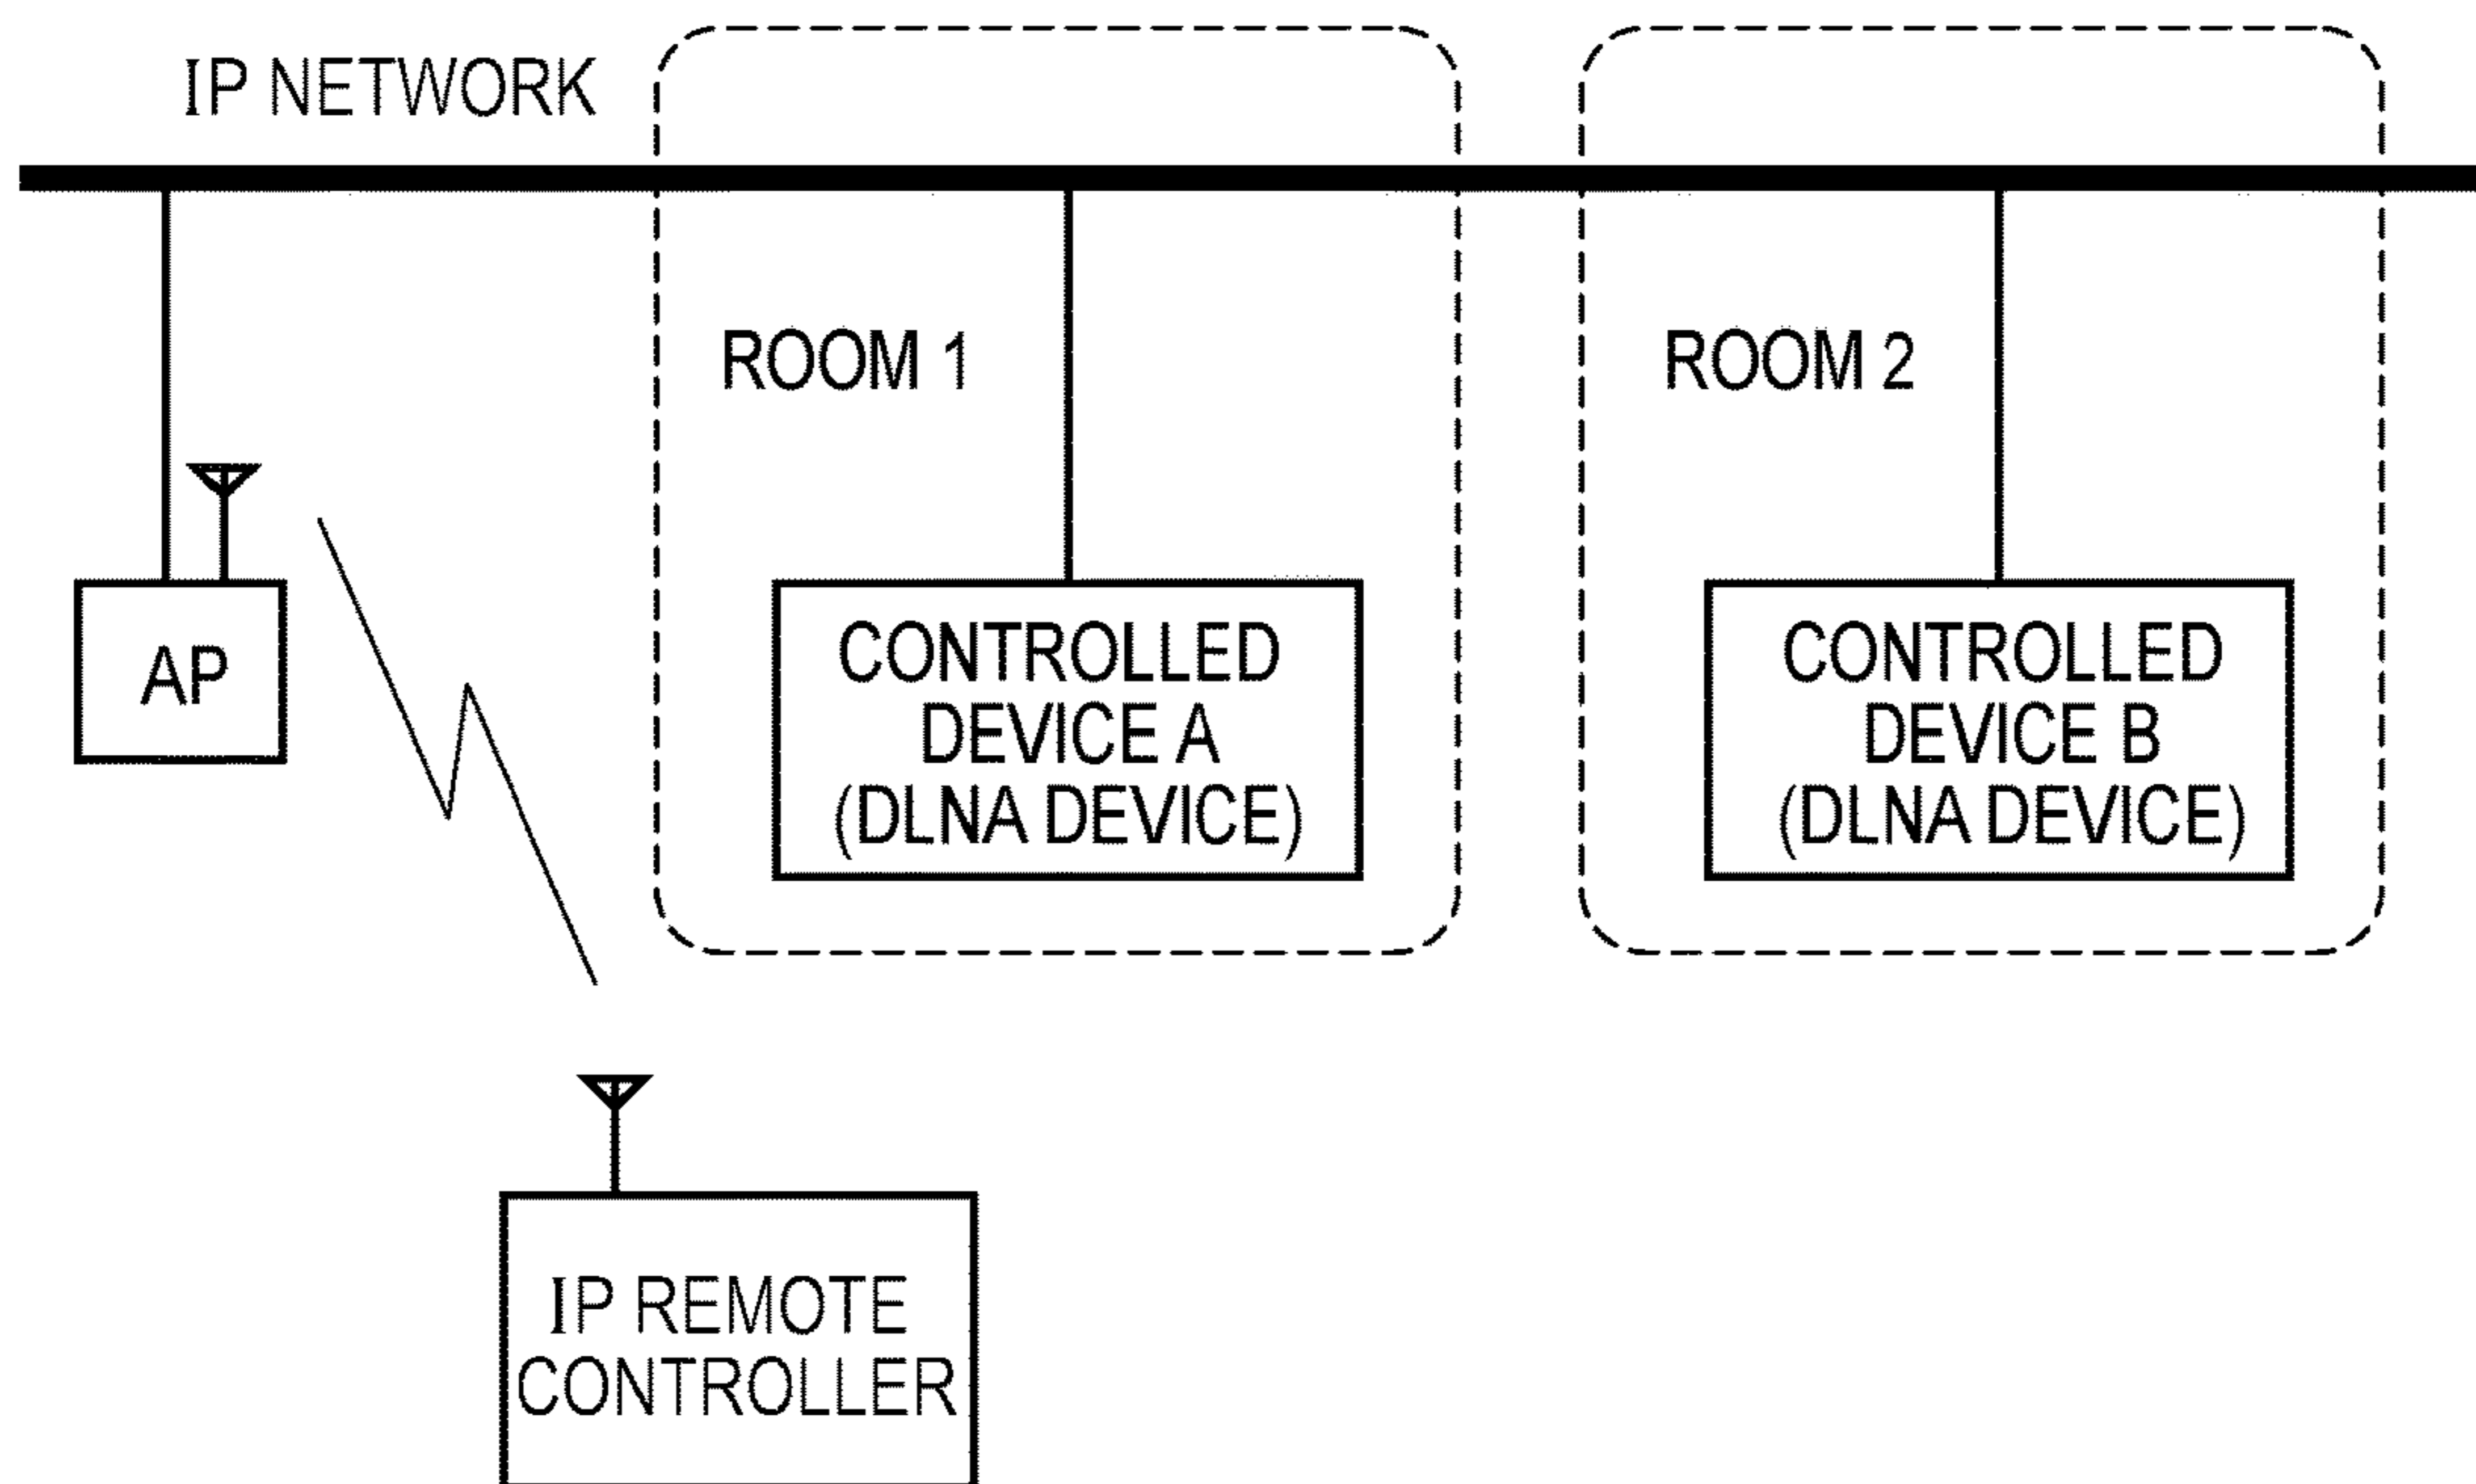 IP NETWORK
ROOM 1
ROOM 2
AP
CONTROLLED
DEVICE A
(DLNA DEVICE)
CONTROLLED
DEVICE B
(DLNA DEVICE)
IP REMOTE
CONTROLLER